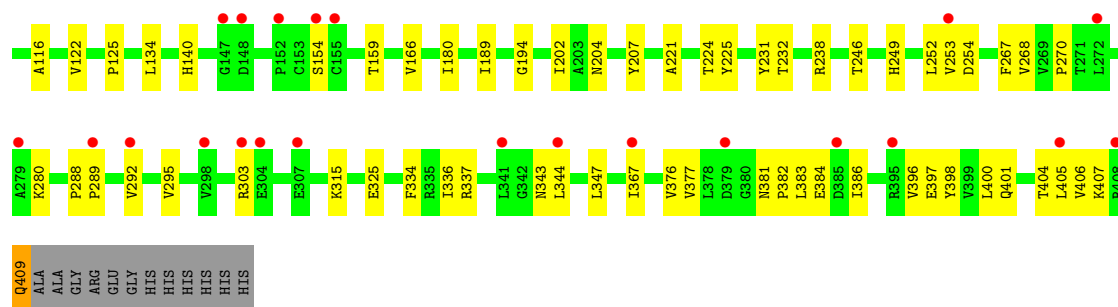 A116 V122 P125 L134 H140 G147 D148 P152 C153 S154 C155 T159 V166 I180 I189 G194 I202 A203 N204 Y207 A221 T224 Y225 Y231 T232 R238 T246 H249 L252 V253 D254 F267 V268 V269 P270 T271 L272
A279 K280 P288 P289 V292 V295 V298 R303 E304 E307 K315 E325 F334 R335 I336 R337 L341 G342 N343 L344 L347 I367 V376 V377 L378 D379 G380 N381 P382 L383 E384 D385 I386 R395 V396 E397 Y398 V399 L400 Q401 T404 L405 V406 K407
Q409 ALA ALA GLY ARG GLU GLY HIS HIS HIS HIS HIS HIS